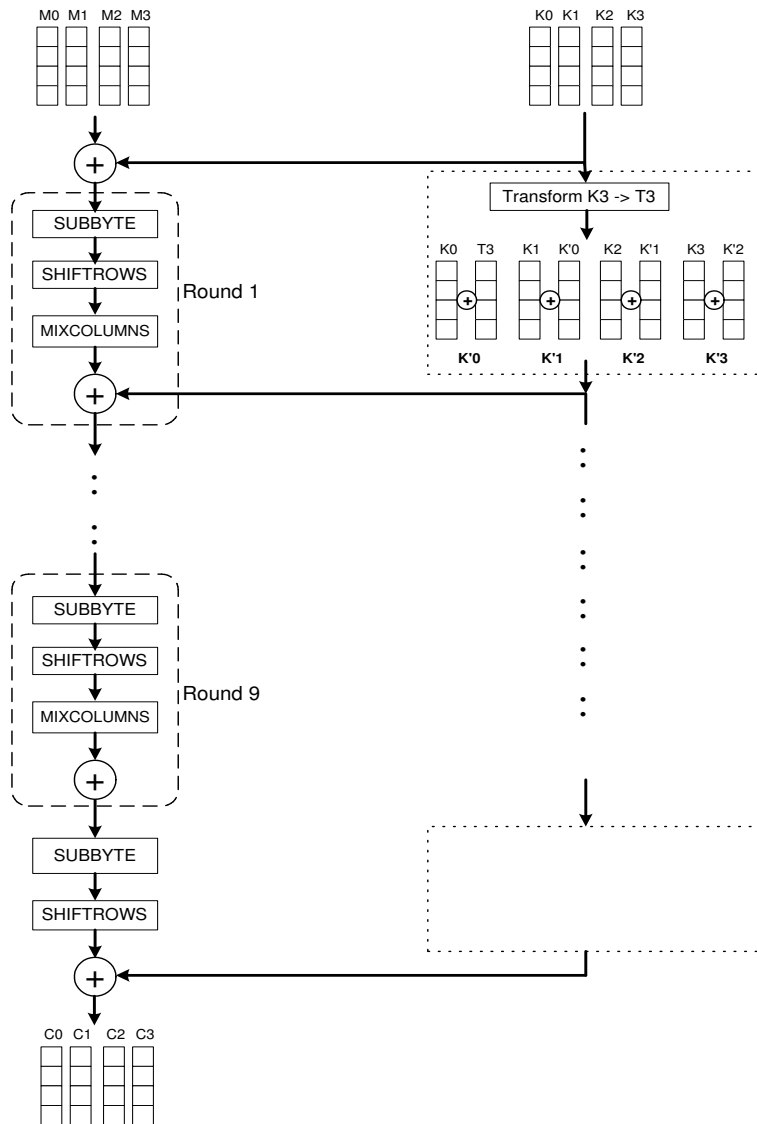 M0 M1 M2 M3
K0 K1 K2 K3
+
Transform K3 -> T3
SUBBYTE
K0 T3 K1 K'0 K2 K'1 K3 K'2
SHIFTROWS
Round 1
+ + + +
MIXCOLUMNS
K'0 K'1 K'2 K'3
+
SUBBYTE
SHIFTROWS
Round 9
MIXCOLUMNS
+
SUBBYTE
SHIFTROWS
+
C0 C1 C2 C3